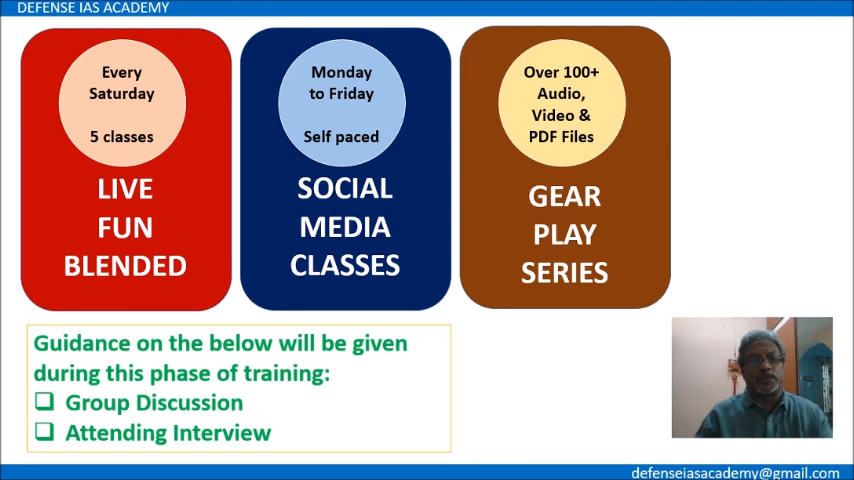 DEFENSE IAS ACADEMY
Every
Saturday
5 classes
LIVE
FUN
BLENDED
Monday
to Friday
Self paced
SOCIAL
MEDIA
CLASSES
Over 100+
Audio,
Video &
PDF Files
GEAR
PLAY
SERIES
Guidance on the below will be given
during this phase of training:
Group Discussion
Attending Interview
defenseiasacademy@gmail.com